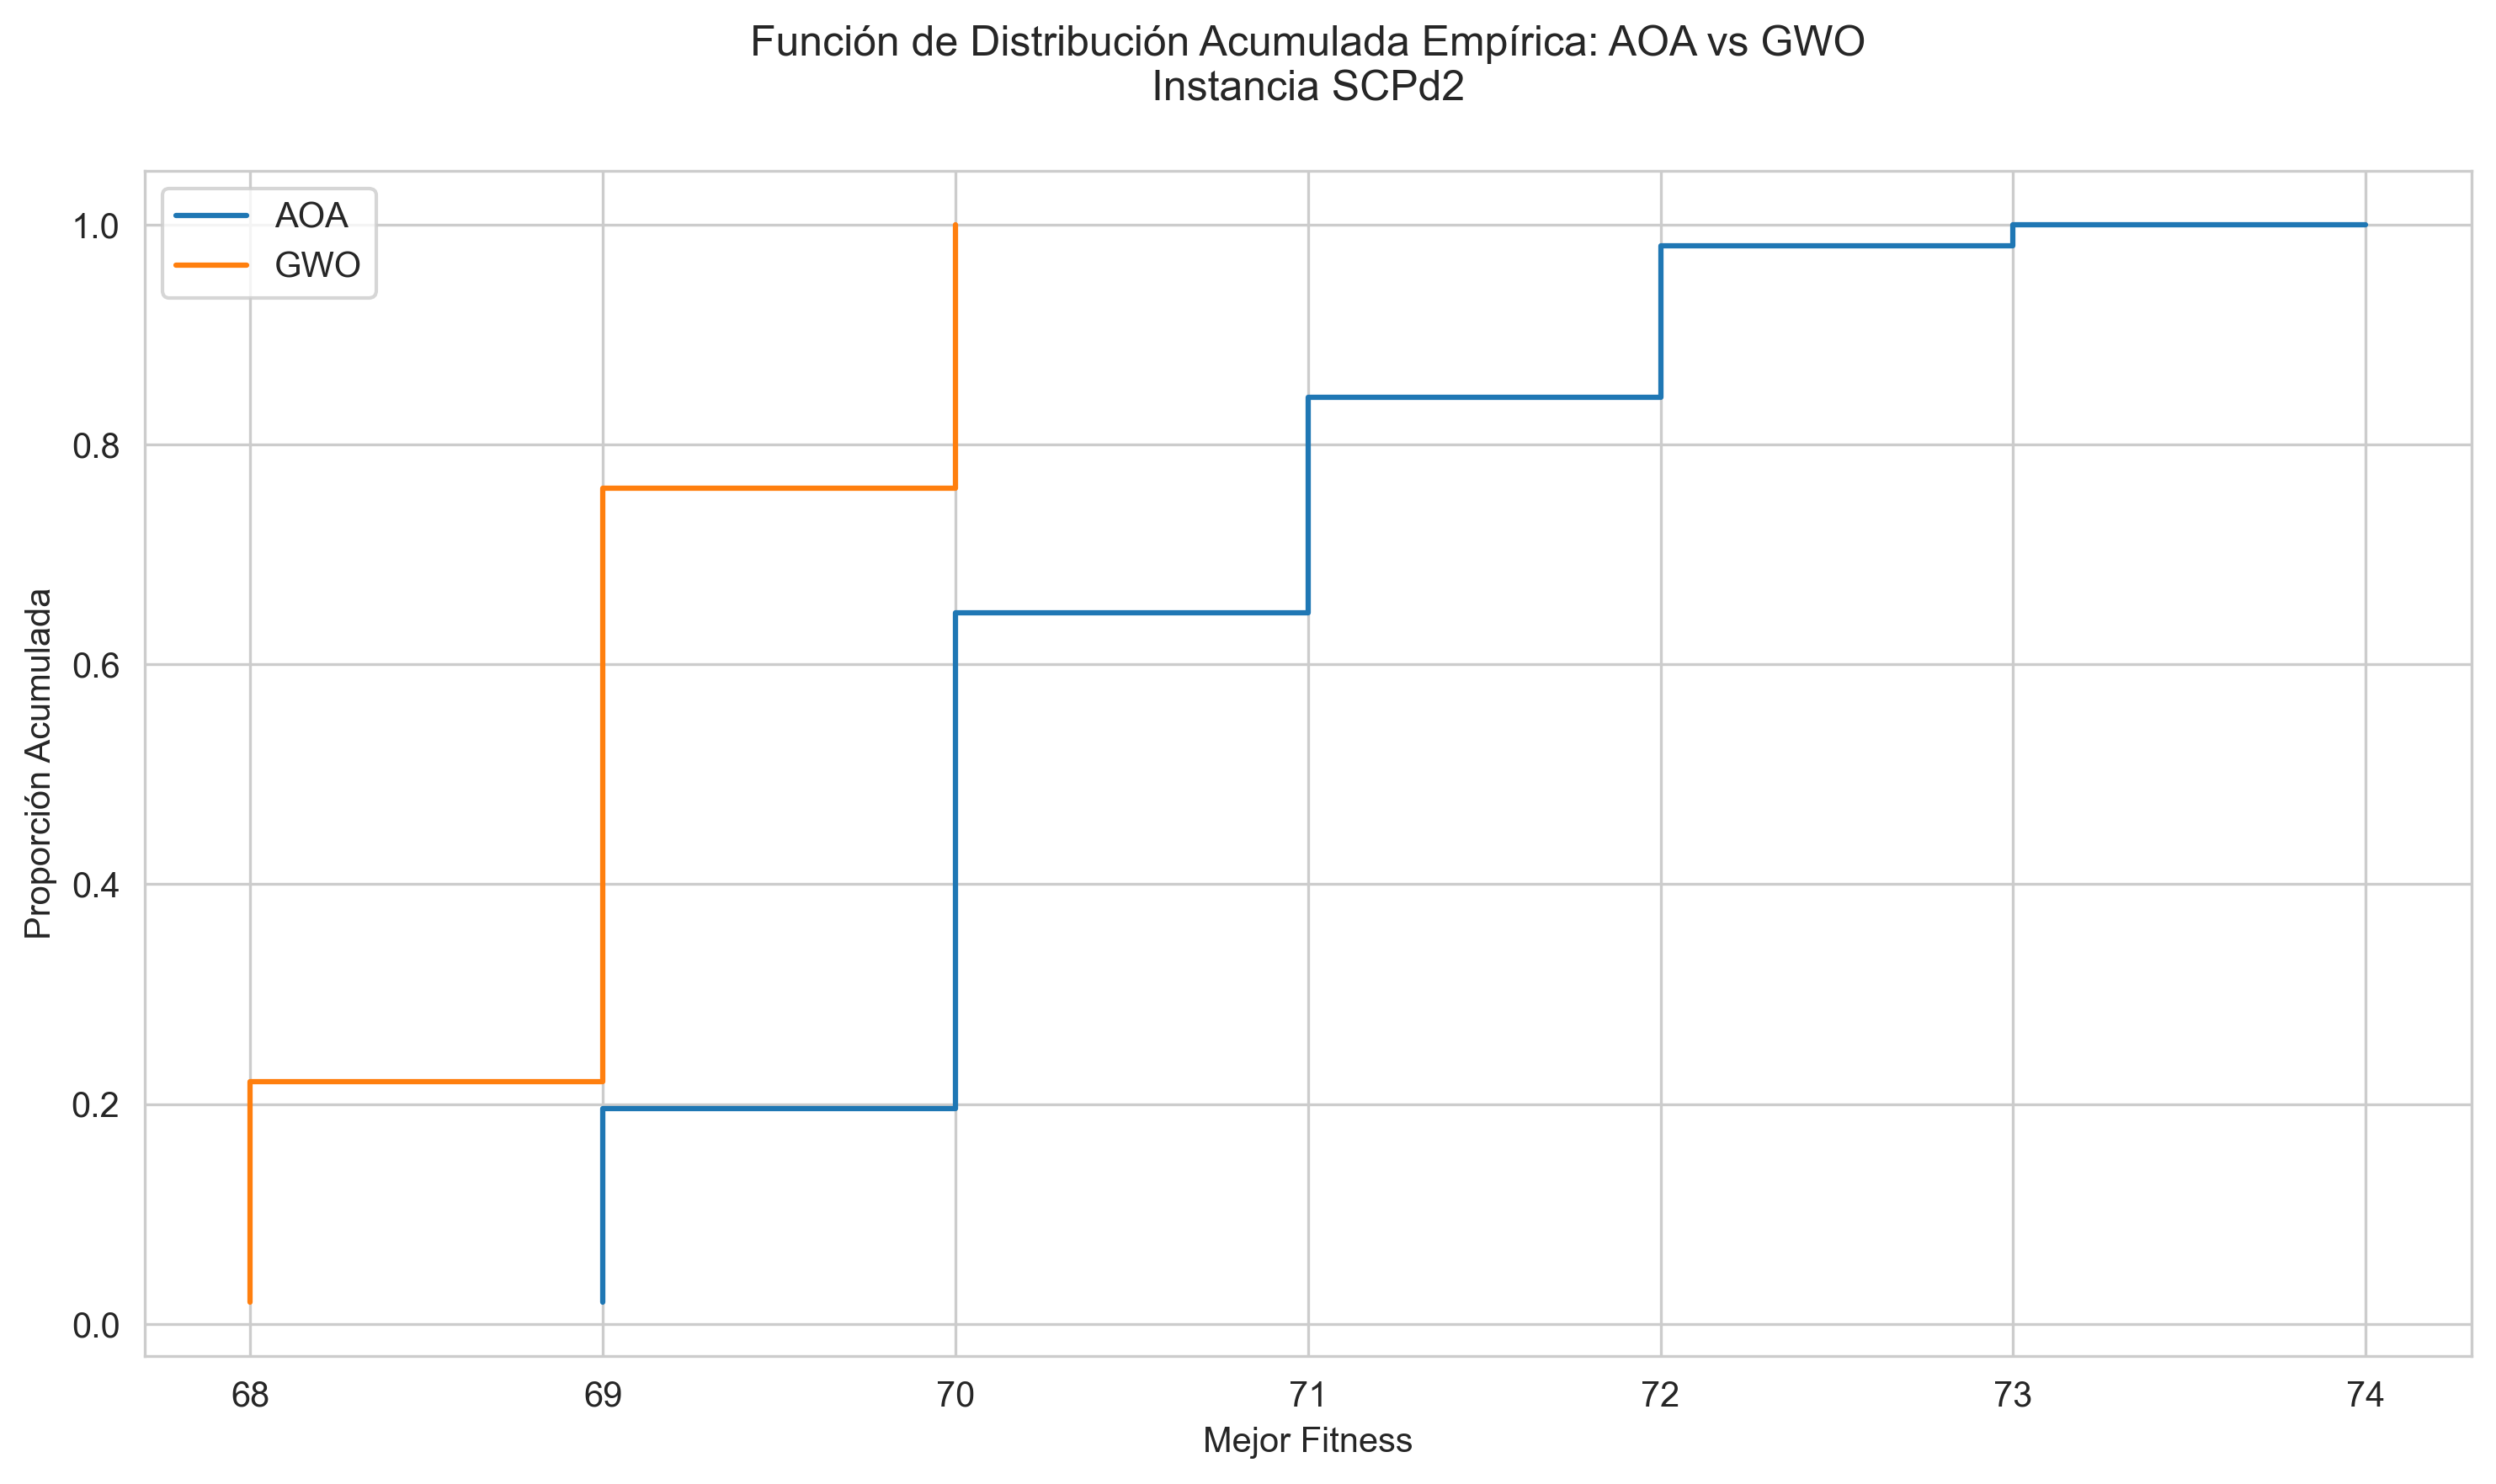 Función de Distribución Acumulada Empírica: AOA vs GWO
Instancia SCPd2
AOA
GWO
1.0
0.8
0.6
0.4
0.2
0.0
Proporción Acumulada
68 69 70 71 72 73 74
Mejor Fitness